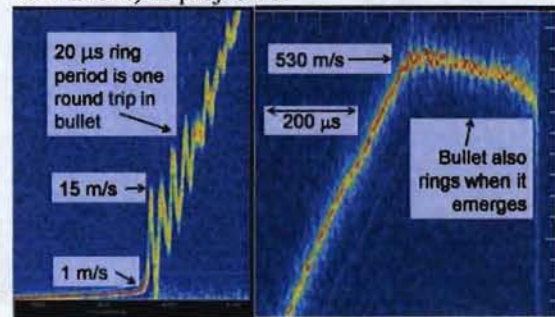 20 µs ring
period is one
round trip in
bullet
15 m/s
1 m/s
530 m/s
200 µs
Bullet also
rings when it
emerges